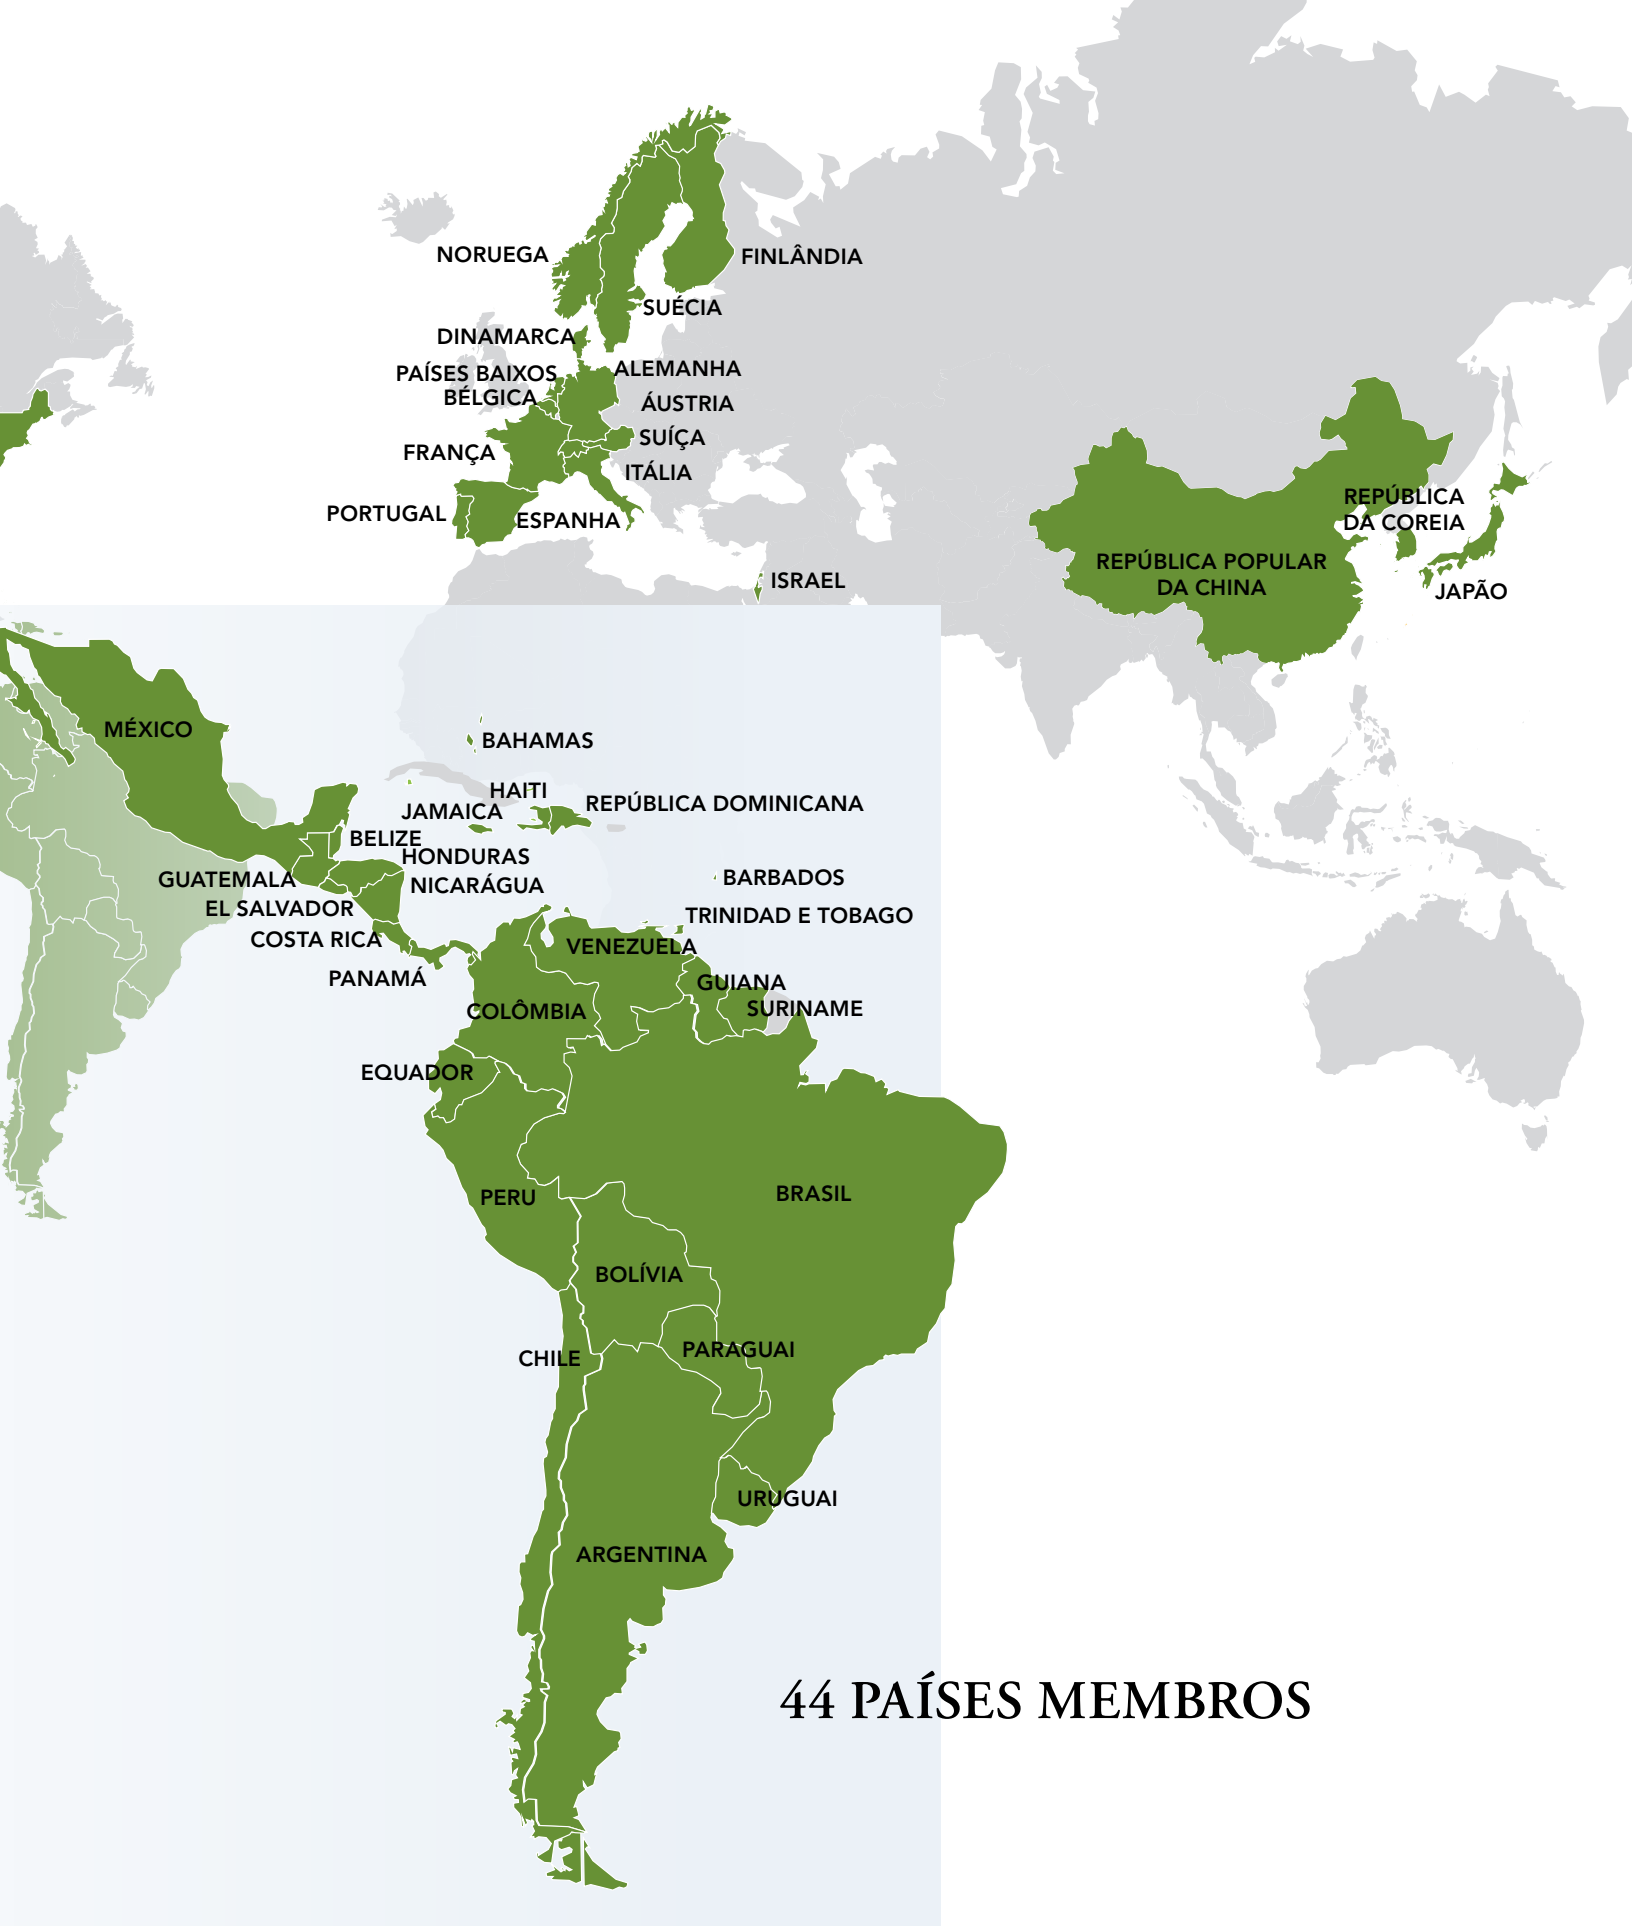 NORUEGA
FINLÂNDIA
SUÉCIA
DINAMARCA
PAÍSES BAIXOS
ALEMANHA
BÉLGICA
ÁUSTRIA
SUÍÇA
FRANÇA
ITÁLIA
PORTUGAL
ESPANHA
REPÚBLICA
DA COREIA
REPÚBLICA POPULAR
DA CHINA
ISRAEL
JAPÃO
MÉXICO
BAHAMAS
HAITI
JAMAICA
REPÚBLICA DOMINICANA
BELIZE
HONDURAS
GUATEMALA
NICARÁGUA
BARBADOS
EL SALVADOR
TRINIDAD E TOBAGO
COSTA RICA
VENEZUELA
PANAMÁ
GUIANA
COLÔMBIA
SURINAME
EQUADOR
PERU
BRASIL
BOLÍVIA
CHILE
PARAGUAI
URUGUAI
ARGENTINA
44 PAÍSES MEMBROS